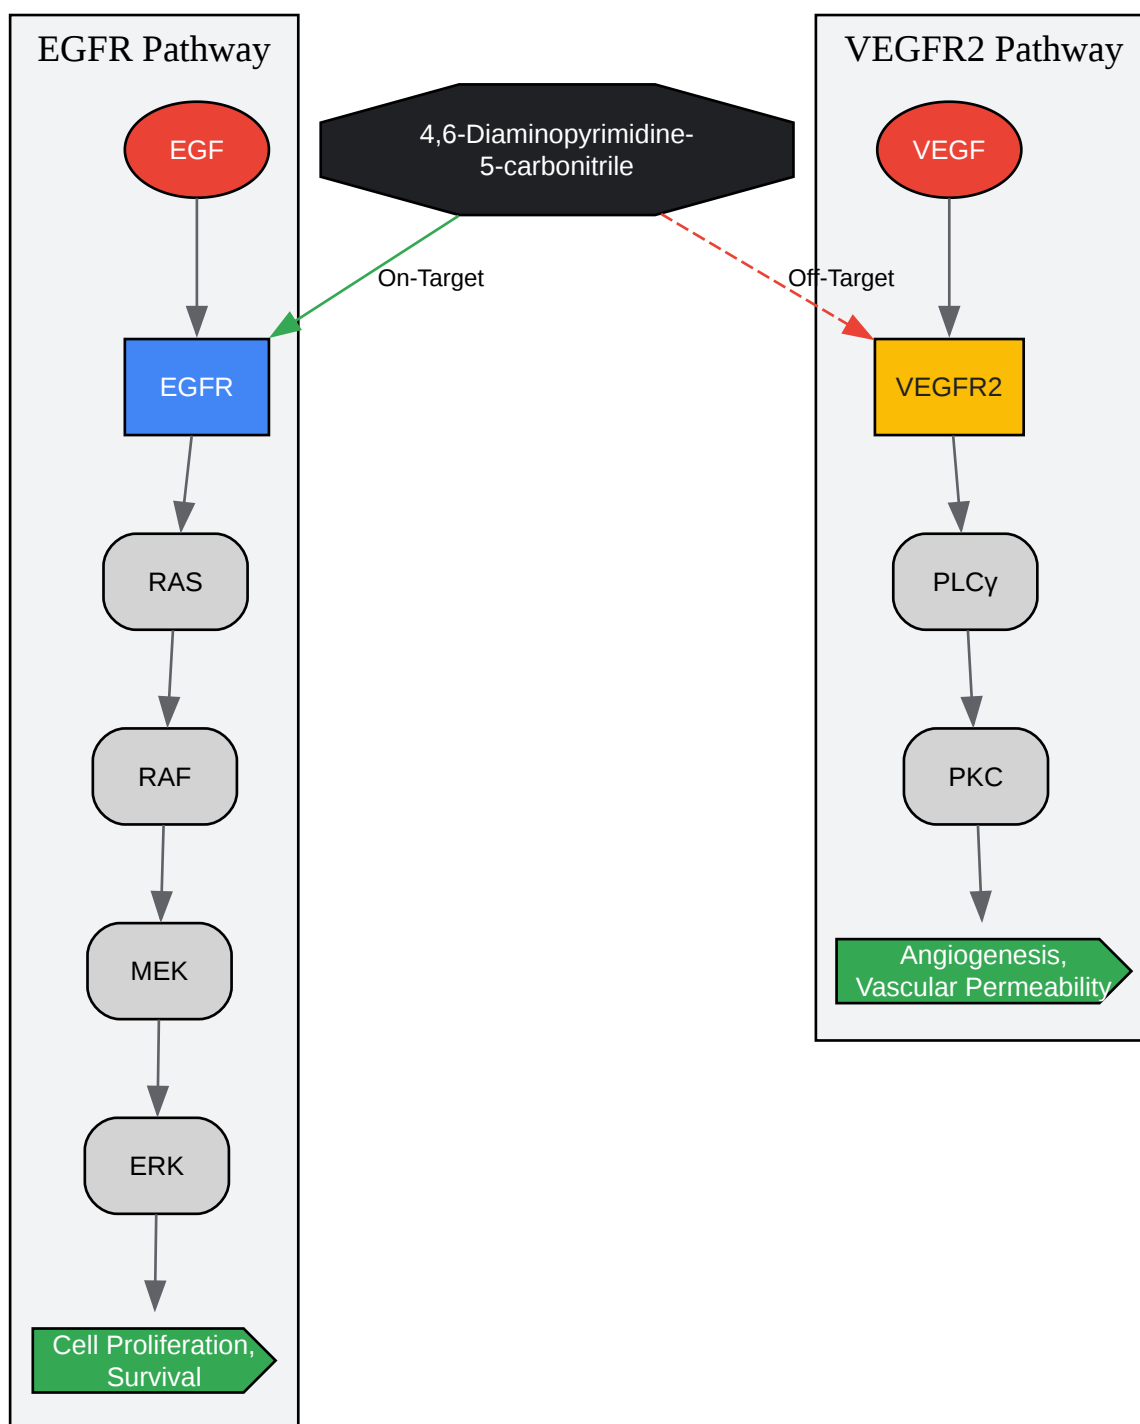 EGFR Pathway
VEGFR2 Pathway
EGF
4,6-Diaminopyrimidine-
5-carbonitrile
VEGF
On-Target
Off-Target
EGFR
VEGFR2
RAS
PLCγ
RAF
PKC
MEK
Angiogenesis,
Vascular Permeability
ERK
Cell Proliferation,
Survival